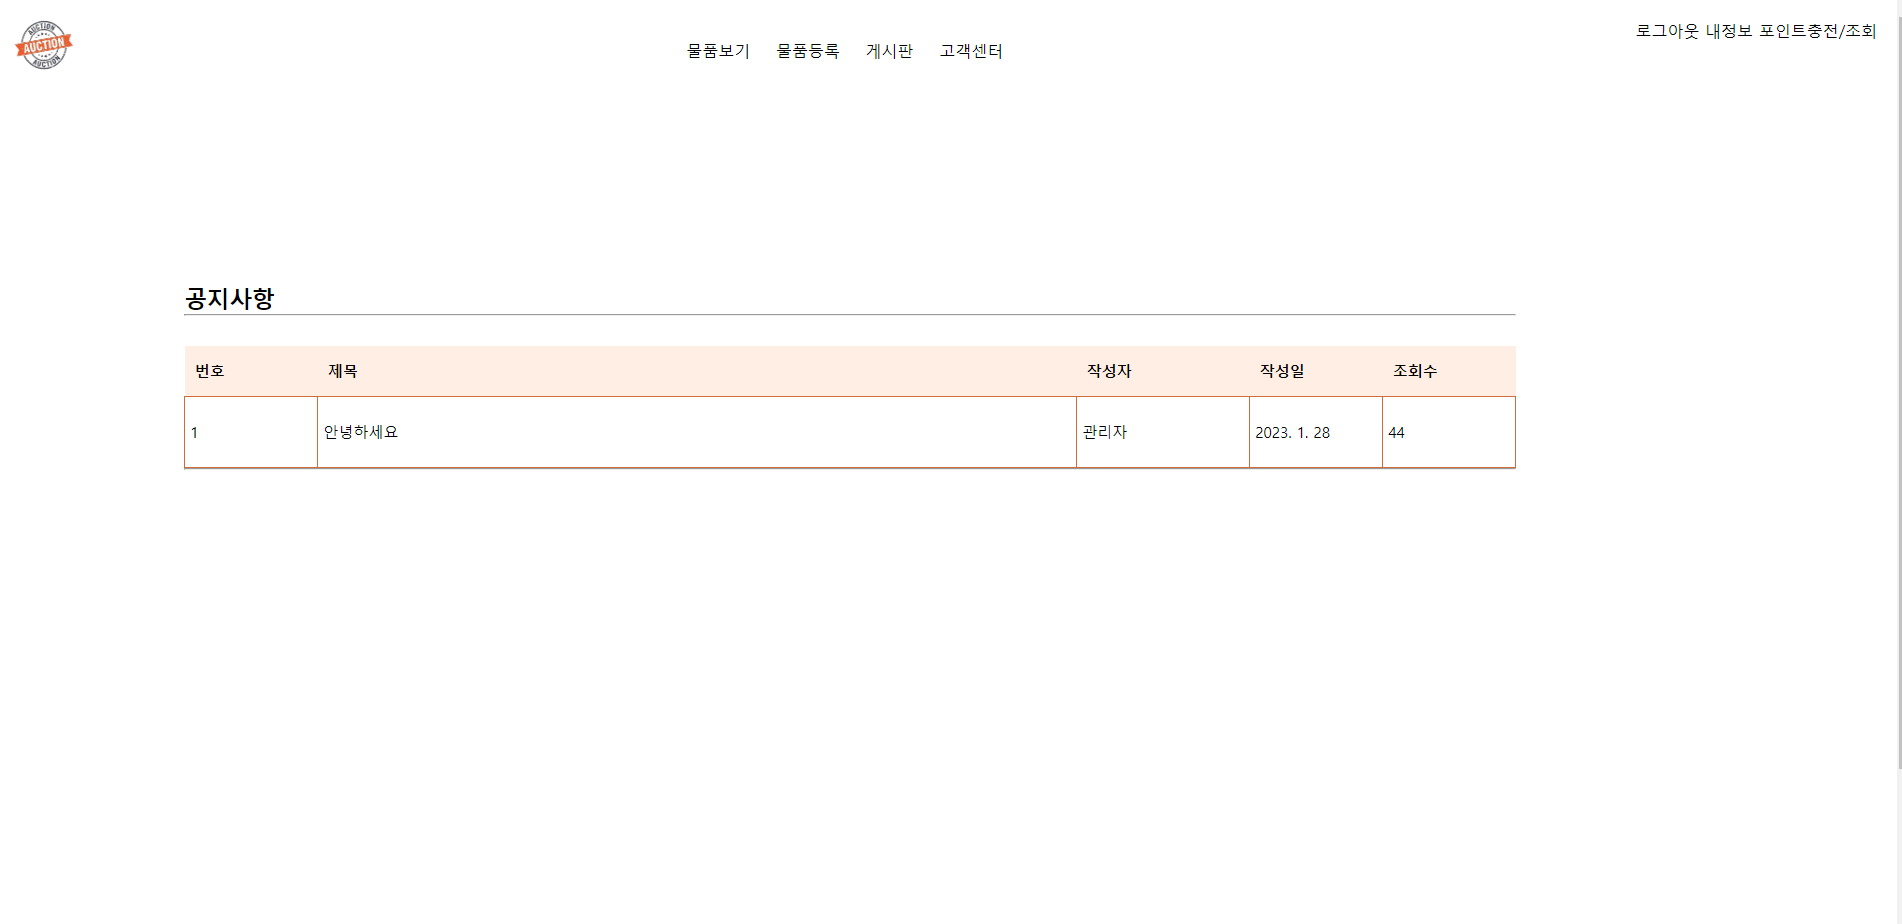 AUCTION
AUCTION
AUCTION
물품보기 물품등록 게시판 고객센터
로그아웃 내정보 포인트충전/조회
공지사항
번호 제목 작성자 작성일 조회수
1 안녕하세요 관리자 2023. 1. 28 44